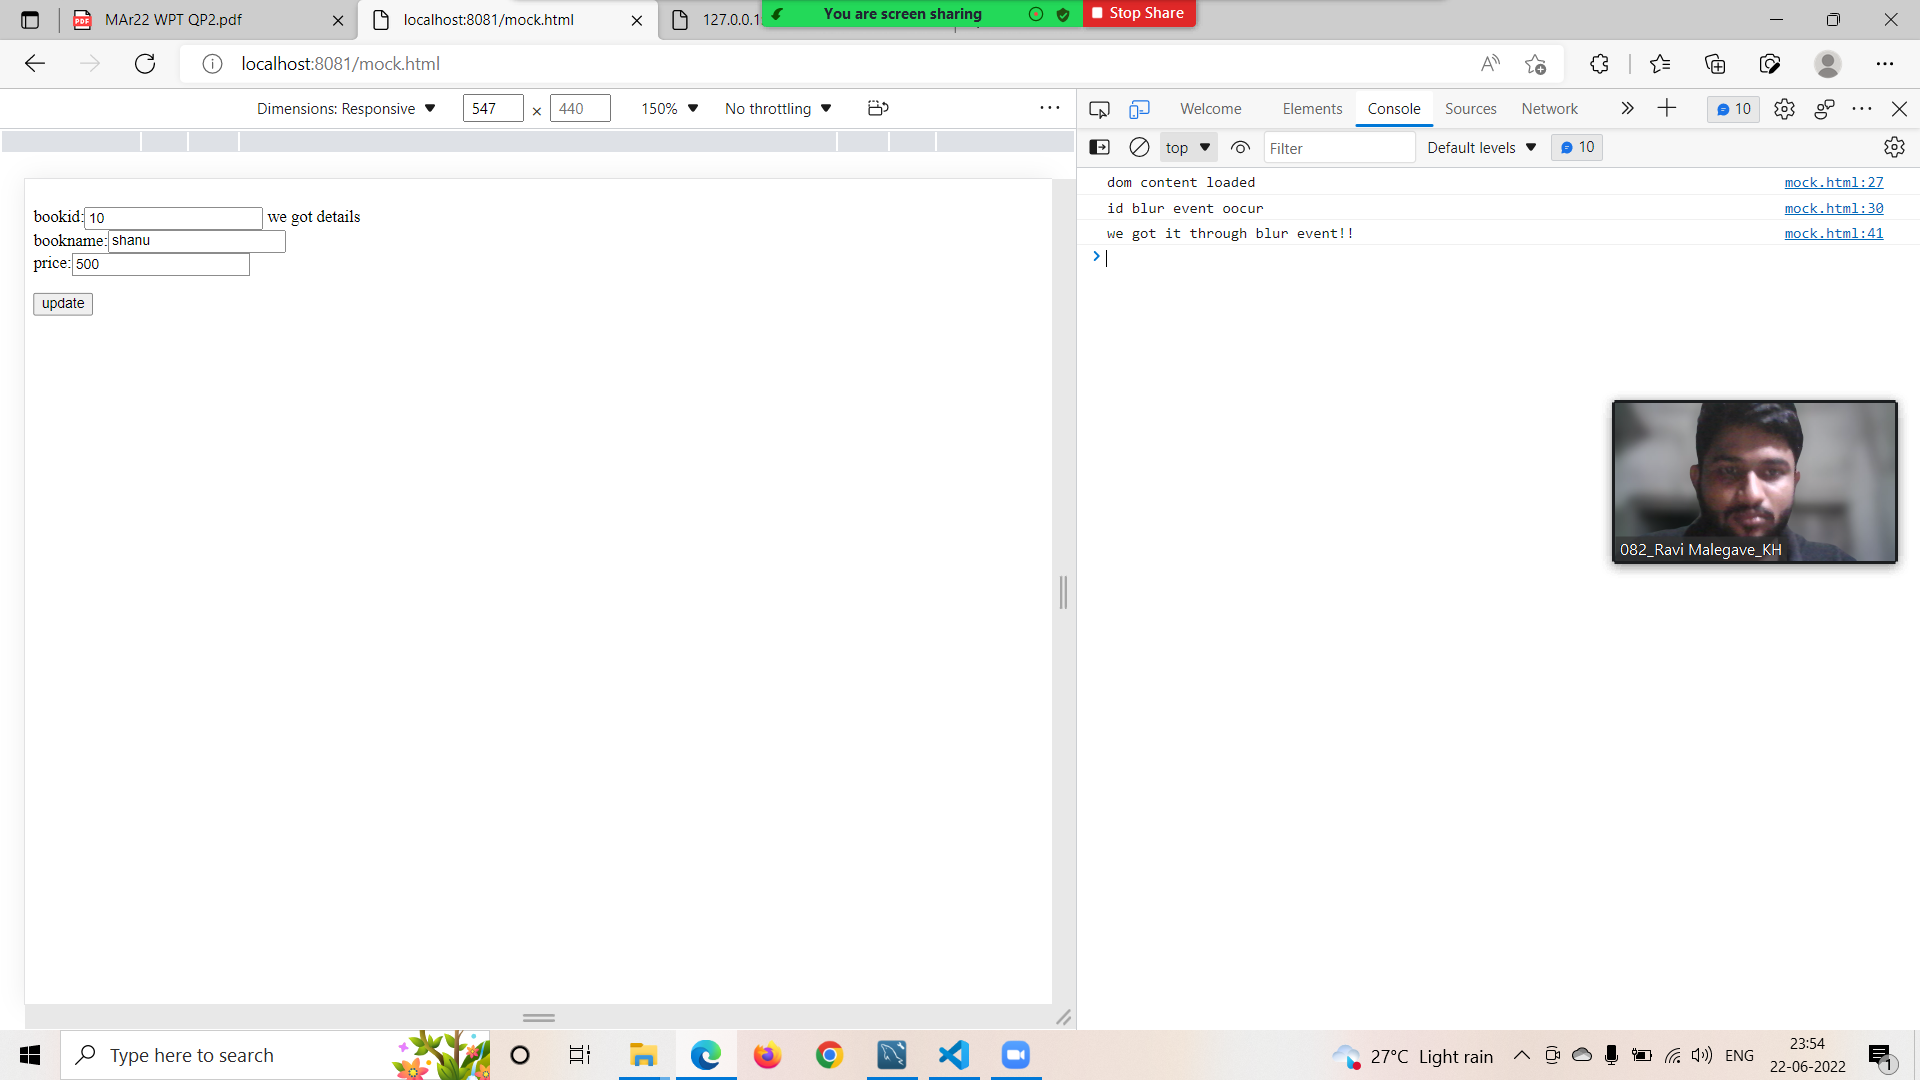 MAr22 WPT QP2.pdf
localhost:8081/mock.html
127.0.0.1
You are screen sharing
Stop Share
localhost:8081/mock.html
Dimensions: Responsive
547
×
440
150%
No throttling
Welcome
Elements
Console
Sources
Network
10
top
Filter
Default levels
10
bookid:
10
we got details
bookname:
shanu
price:
500
update
dom content loaded
mock.html:27
id blur event oocur
mock.html:30
we got it through blur event!!
mock.html:41
082_Ravi Malegave_KH
Type here to search
27°C Light rain
ENG
23:54
22-06-2022
1